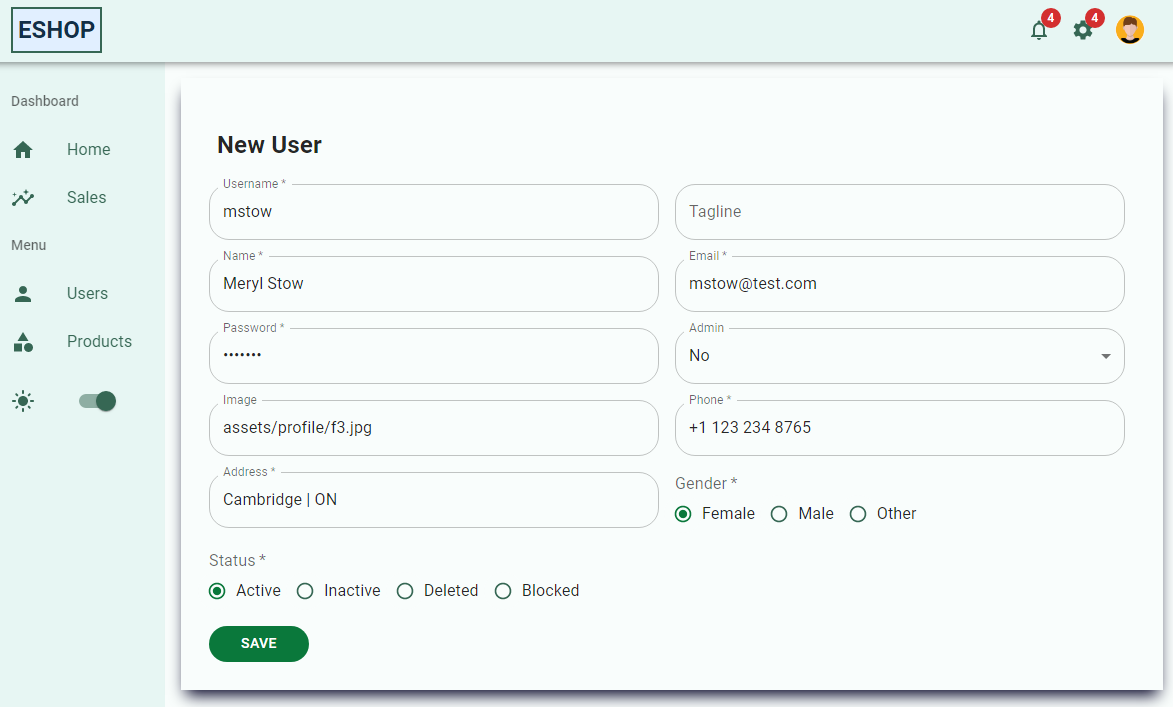 ESHOP
4
4
Dashboard
Home
Sales
Menu
Users
Products
New User
Username *
mstow
Tagline
Name *
Meryl Stow
Email *
mstow@test.com
Password *
•••••••
Admin
No
Image
assets/profile/f3.jpg
Phone *
+1 123 234 8765
Address *
Cambridge | ON
Gender *
Female Male Other
Status *
Active Inactive Deleted Blocked
SAVE